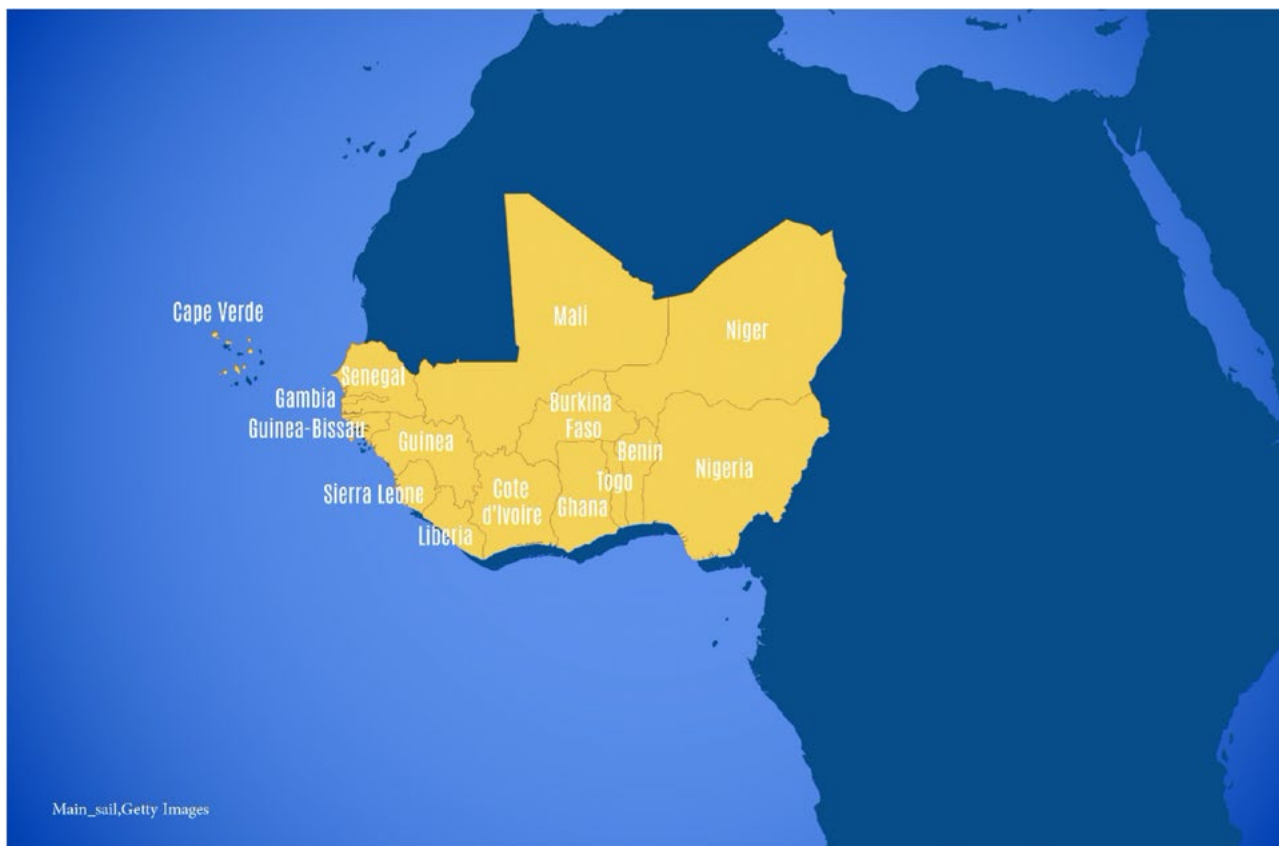 Cape Verde
Mali
Niger
Senegal
Gambia
Guinea-Bissau
Guinea
Burkina
Faso
Benin
Togo
Nigeria
Sierra Leone
Cote
d'Ivoire
Ghana
Liberia
Main_sail,Getty Images